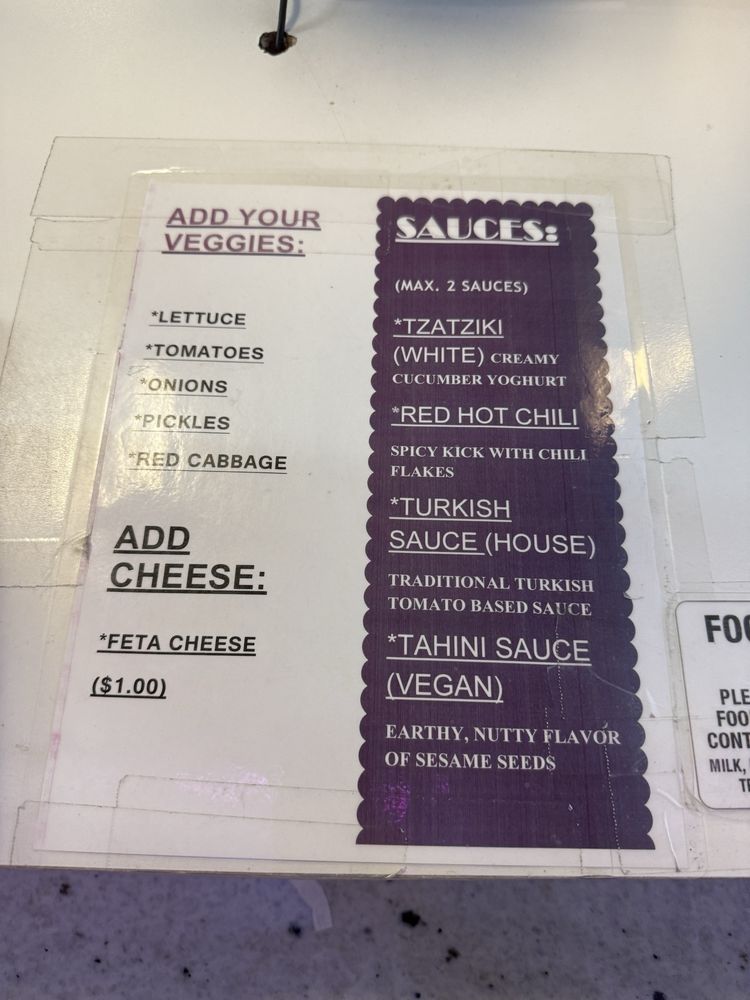 ADD YOUR
VEGGIES:
*LETTUCE
*TOMATOES
*ONIONS
*PICKLES
*RED CABBAGE
ADD
CHEESE:
*FETA CHEESE
($1.00)
SAUCES:
(MAX. 2 SAUCES)
*TZATZIKI
(WHITE) CREAMY
CUCUMBER YOGHURT
*RED HOT CHILI
SPICY KICK WITH CHILI
FLAKES
*TURKISH
SAUCE (HOUSE)
TRADITIONAL TURKISH
TOMATO BASED SAUCE
*TAHINI SAUCE
(VEGAN)
EARTHY, NUTTY FLAVOR
OF SESAME SEEDS
MILK,